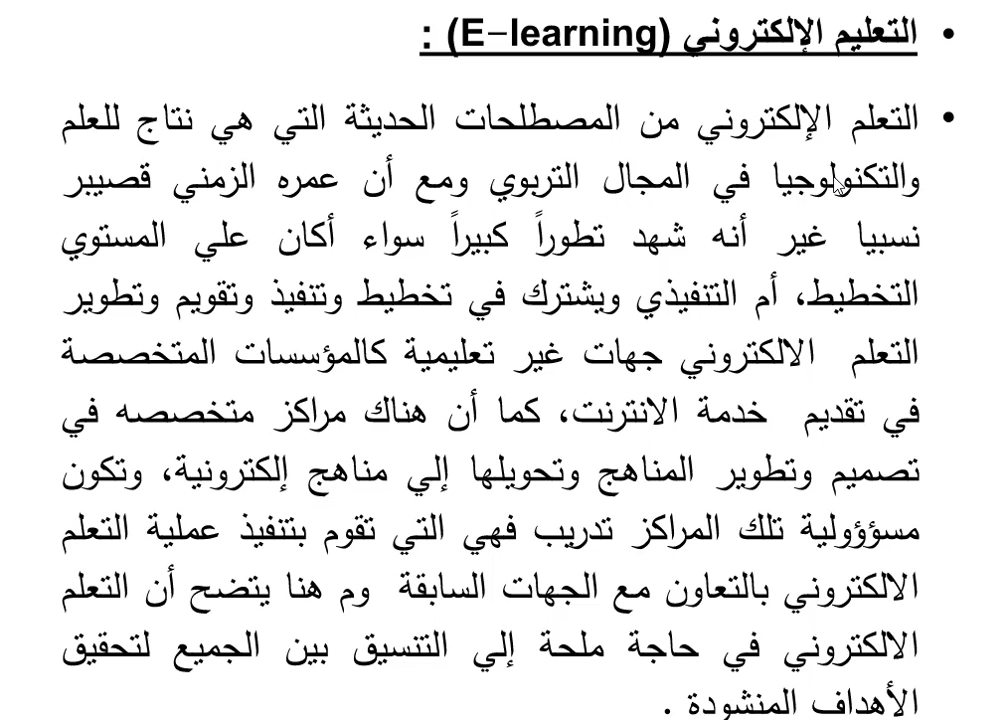 • التعليم الإلكتروني (E-learning) :
• التعلم الإلكتروني من المصطلحات الحديثة التي هي نتاج للعلم
والتكنولوجيا في المجال التربوي ومع أن عمره الزمني قصيبر
نسبيا غير أنه شهد تطوراً كبيراً سواء أكان علي المستوي
التخطيط، أم التنفيذي ويشترك في تخطيط وتنفيذ وتقويم وتطوير
التعلم الالكتروني جهات غير تعليمية كالمؤسسات المتخصصة
في تقديم خدمة الانترنت، كما أن هناك مراكز متخصصه في
تصميم وتطوير المناهج وتحويلها إلي مناهج إلكترونية، وتكون
مسؤؤولية تلك المراكز تدريب فهي التي تقوم بتنفيذ عملية التعلم
الالكتروني بالتعاون مع الجهات السابقة وم هنا يتضح أن التعلم
الالكتروني في حاجة ملحة إلي التنسيق بين الجميع لتحقيق
الأهداف المنشودة .